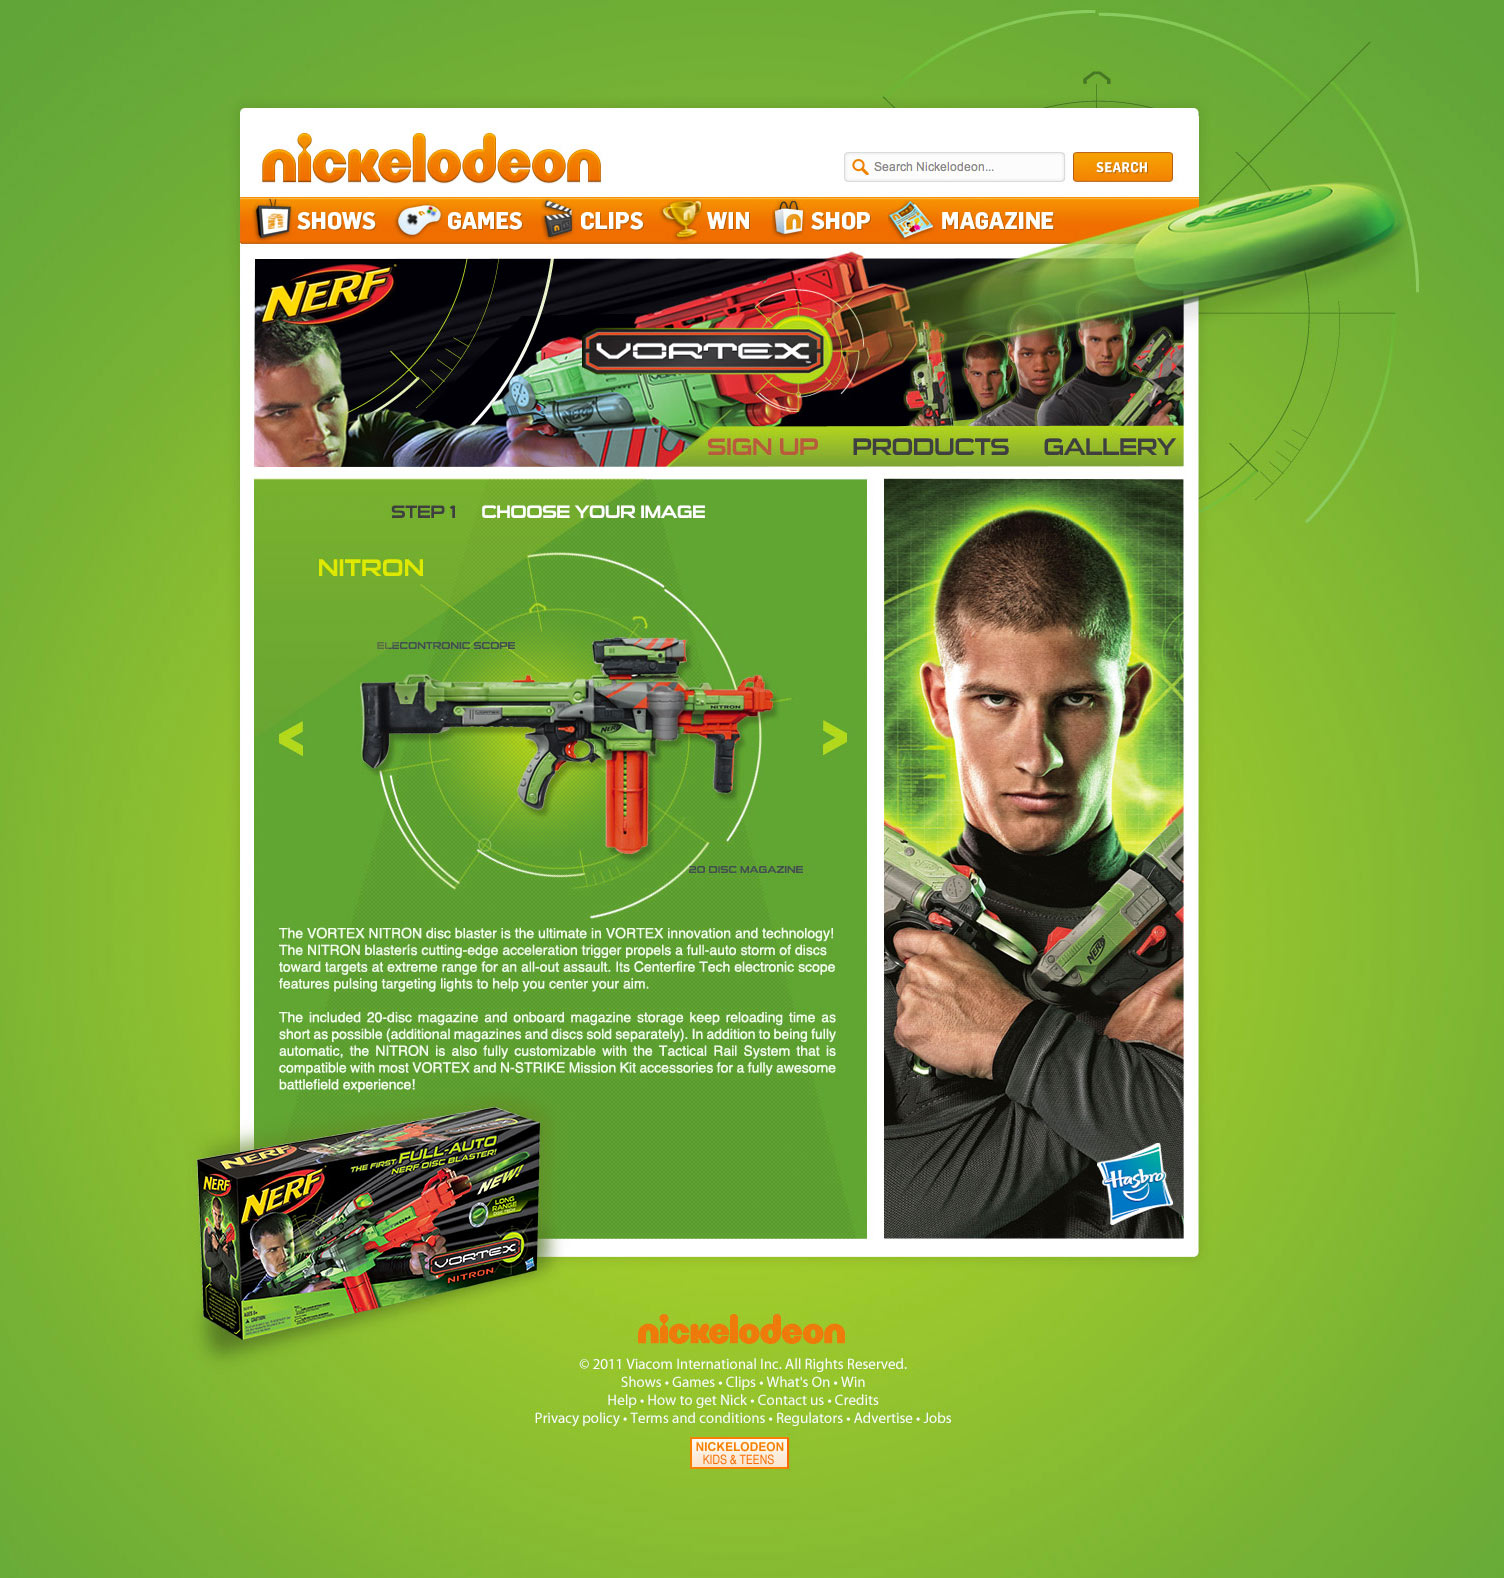 nickelodeon
Search Nickelodeon...
SEARCH
SHOWS GAMES CLIPS WIN SHOP MAGAZINE
NERF
VORTEX
NERF
SIGN UP PRODUCTS GALLERY
STEP 1 CHOOSE YOUR IMAGE
NITRON
ELECONTRONIC SCOPE
VORTEX
NITRON
NERF
20 DISC MAGAZINE
The VORTEX NITRON disc blaster is the ultimate in VORTEX innovation and technology!
The NITRON blasterís cutting-edge acceleration trigger propels a full-auto storm of discs
toward targets at extreme range for an all-out assault. Its Centerfire Tech electronic scope
features pulsing targeting lights to help you center your aim.
The included 20-disc magazine and onboard magazine storage keep reloading time as
short as possible (additional magazines and discs sold separately). In addition to being fully
automatic, the NITRON is also fully customizable with the Tactical Rail System that is
compatible with most VORTEX and N-STRIKE Mission Kit accessories for a fully awesome
battlefield experience!
NERF
Hasbro
NERF
NERF
NERF
THE FIRST FULL-AUTO
NERF DISC BLASTER!
NEW!
LONG
RANGE
VORTEX
NITRON
nickelodeon
© 2011 Viacom International Inc. All Rights Reserved.
Shows • Games • Clips • What's On • Win
Help • How to get Nick • Contact us • Credits
Privacy policy • Terms and conditions • Regulators • Advertise • Jobs
NICKELODEON
KIDS & TEENS